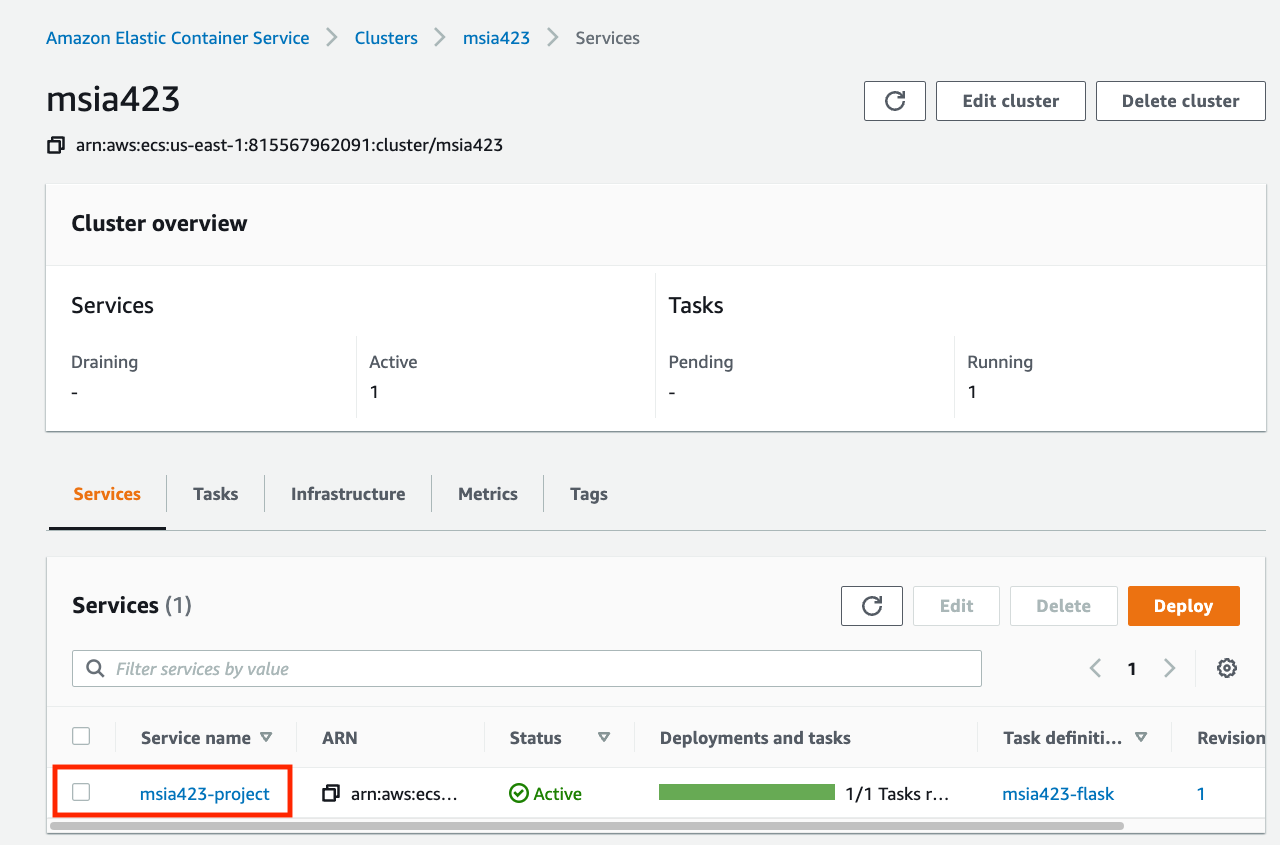 Amazon Elastic Container Service > Clusters > msia423 > Services
msia423
Edit cluster
Delete cluster
arn:aws:ecs:us-east-1:815567962091:cluster/msia423
Cluster overview
Services
Tasks
Draining
Active
Pending
Running
-
1
-
1
Services
Tasks
Infrastructure
Metrics
Tags
Services (1)
Edit
Delete
Deploy
Filter services by value
1
Service name
ARN
Status
Deployments and tasks
Task definiti...
Revision
msia423-project
arn:aws:ecs...
Active
1/1 Tasks r...
msia423-flask
1